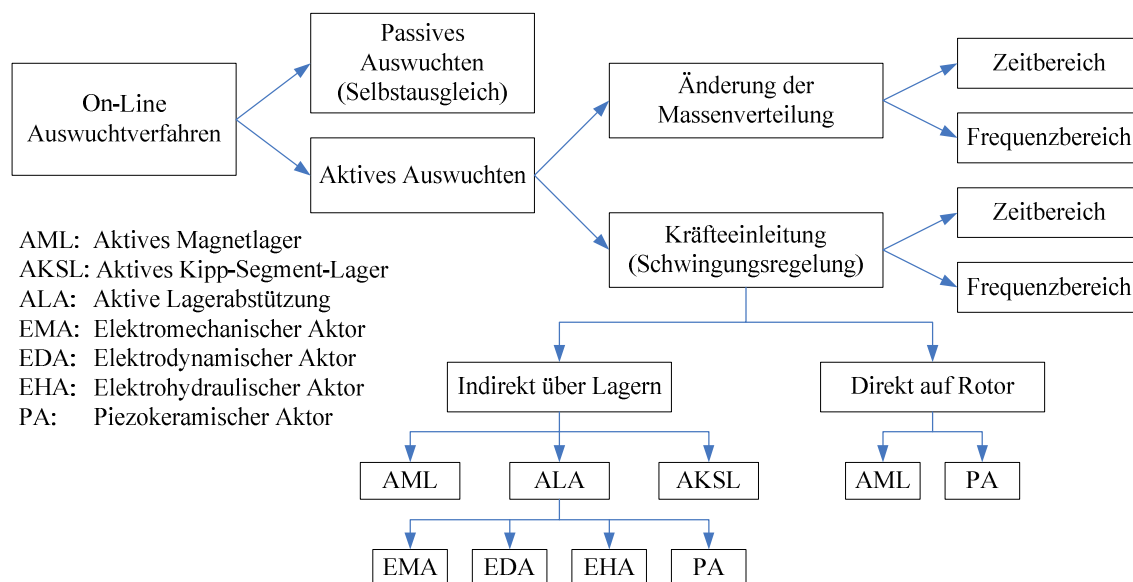 On-Line
Auswuchtverfahren
Passives
Auswuchten
(Selbstausgleich)
Aktives Auswuchten
Änderung der
Massenverteilung
Kräfteeinleitung
(Schwingungsregelung)
Zeitbereich
Frequenzbereich
Zeitbereich
Frequenzbereich
AML: Aktives Magnetlager
AKSL: Aktives Kipp-Segment-Lager
ALA: Aktive Lagerabstützung
EMA: Elektromechanischer Aktor
EDA: Elektrodynamischer Aktor
EHA: Elektrohydraulischer Aktor
PA: Piezokeramischer Aktor
Indirekt über Lagern
Direkt auf Rotor
AML
ALA
AKSL
AML
PA
EMA
EDA
EHA
PA